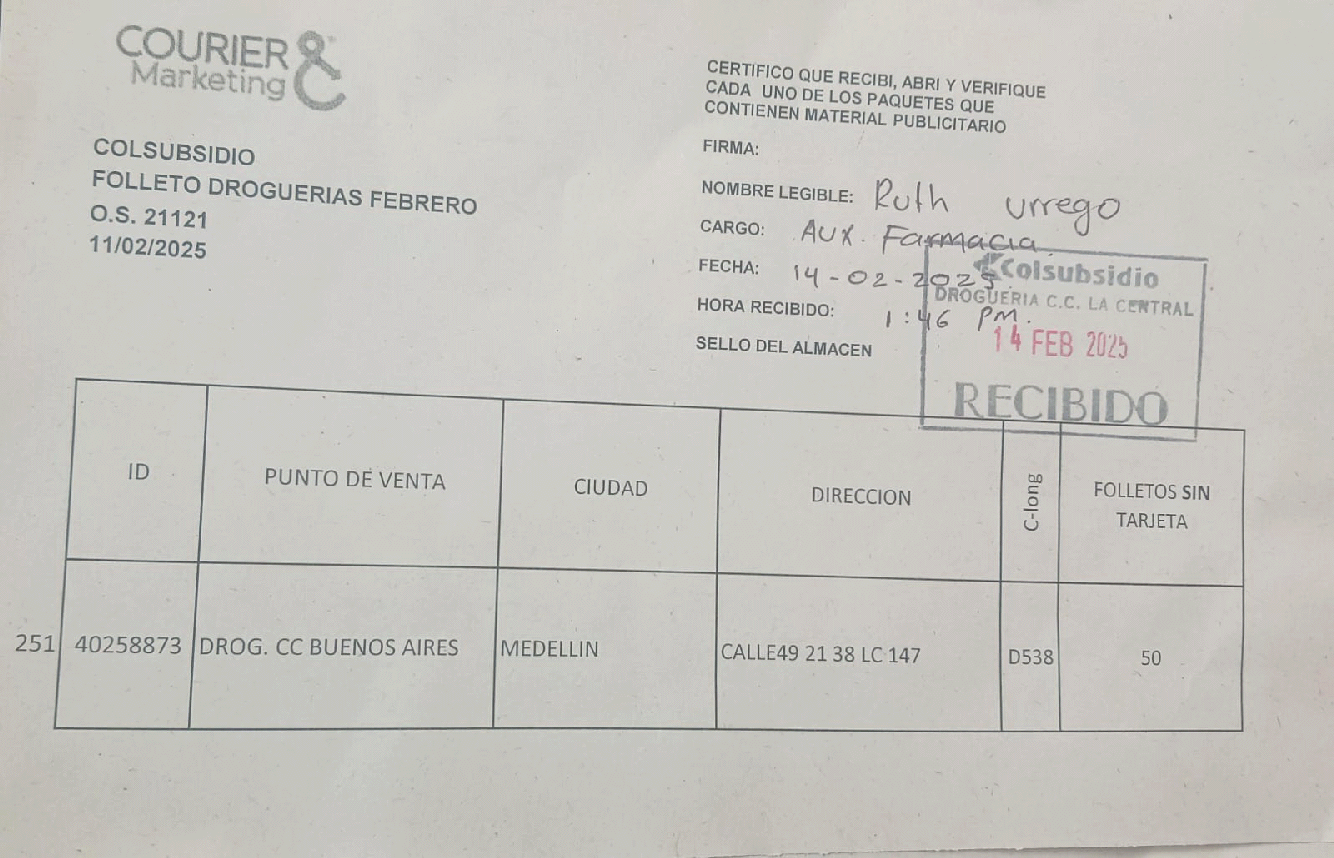 COURIER &
Marketing
COLSUBSIDIO
FOLLETO DROGUERIAS FEBRERO
O.S. 21121
11/02/2025
CERTIFICO QUE RECIBI, ABRI Y VERIFIQUE
CADA UNO DE LOS PAQUETES QUE
CONTIENEN MATERIAL PUBLICITARIO
FIRMA:
NOMBRE LEGIBLE: Ruth Urrego
CARGO: AUX. Farmacia
FECHA: 14-02-2025
HORA RECIBIDO: 1:46 PM.
SELLO DEL ALMACEN
Colsubsidio
DROGUERIA C.C. LA CENTRAL
14 FEB 2025
RECIBIDO
ID PUNTO DE VENTA CIUDAD DIRECCION C-long FOLLETOS SIN TARJETA
251 40258873 DROG. CC BUENOS AIRES MEDELLIN CALLE49 21 38 LC 147 D538 50